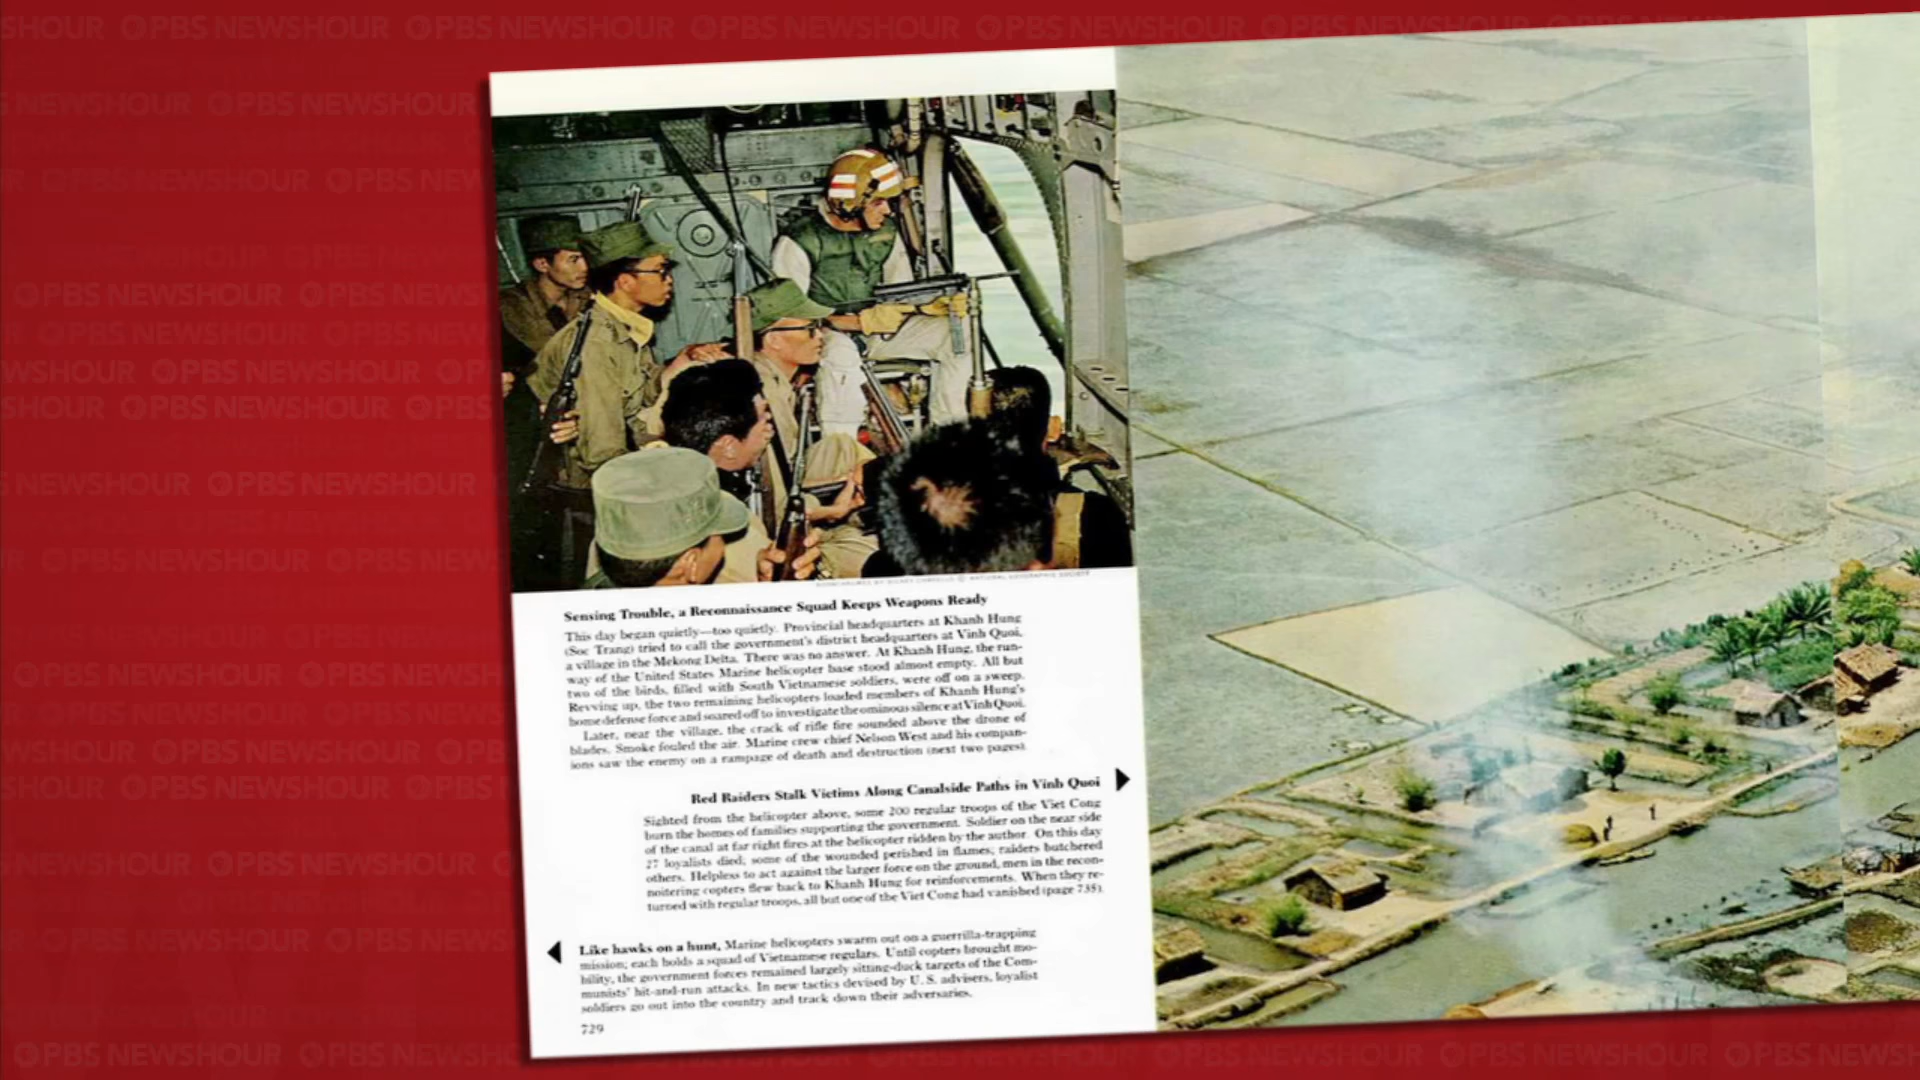 PBS NEWSHOUR
Sensing Trouble, a Reconnaissance Squad Keeps Weapons Ready
This day began quietly—too quietly. Provincial headquarters at Khanh Hung
(Soc Trang) tried to call the government's district headquarters at Vinh Quoi,
a village in the Mekong Delta. There was no answer. At Khanh Hung, the run-
way of the United States Marine helicopter base stood almost empty. All but
two of the birds, filled with South Vietnamese soldiers, were off on a sweep.
Revving up, the two remaining helicopters loaded members of Khanh Hung's
home defense force and soared off to investigate the ominous silence at Vinh Quoi.
Later, near the village, the crack of rifle fire sounded above the drone of
blades. Smoke fouled the air. Marine crew chief Nelson West and his compan-
ions saw the enemy on a rampage of death and destruction (next two pages).
Red Raiders Stalk Victims Along Canalside Paths in Vinh Quoi
Sighted from the helicopter above, some 200 regular troops of the Viet Cong
burn the homes of families supporting the government. Soldier on the near side
of the canal at far right fires at the helicopter ridden by the author. On this day
27 loyalists died; some of the wounded perished in flames; raiders butchered
others. Helpless to act against the larger force on the ground, men in the recon-
noitering copters flew back to Khanh Hung for reinforcements. When they re-
turned with regular troops, all but one of the Viet Cong had vanished (page 735).
Like hawks on a hunt, Marine helicopters swarm out on a guerrilla-trapping
mission; each holds a squad of Vietnamese regulars. Until copters brought mo-
bility, the government forces remained largely sitting-duck targets of the Com-
munists' hit-and-run attacks. In new tactics devised by U. S. advisers, loyalist
soldiers go out into the country and track down their adversaries.
729